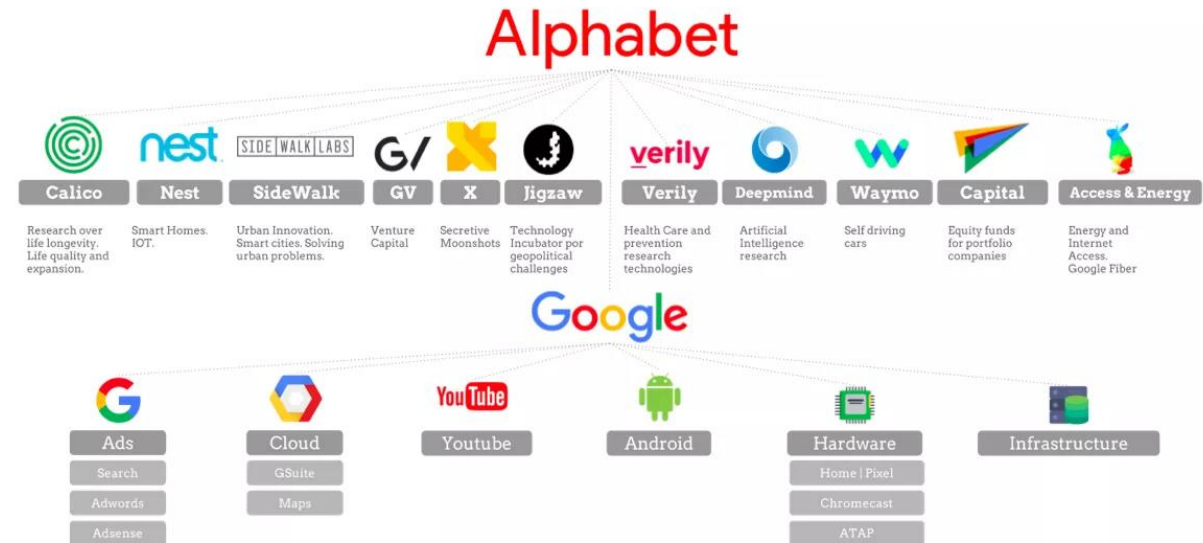 Alphabet
nest
SIDE WALK LABS
G/
verily
Calico
Nest
SideWalk
GV
X
Jigzaw
Verily
Deepmind
Waymo
Capital
Access & Energy
Research over
life longevity.
Life quality and
expansion.
Smart Homes.
IOT.
Urban Innovation.
Smart cities. Solving
urban problems.
Venture
Capital
Secretive
Moonshots
Technology
Incubator por
geopolitical
challenges
Health Care and
prevention
research
technologies
Artificial
Intelligence
research
Self driving
cars
Equity funds
for portfolio
companies
Energy and
Internet
Access.
Google Fiber
Google
G
YouTube
Ads
Cloud
Youtube
Android
Hardware
Infrastructure
Search
Adwords
Adsense
GSuite
Maps
Home | Pixel
Chromecast
ATAP